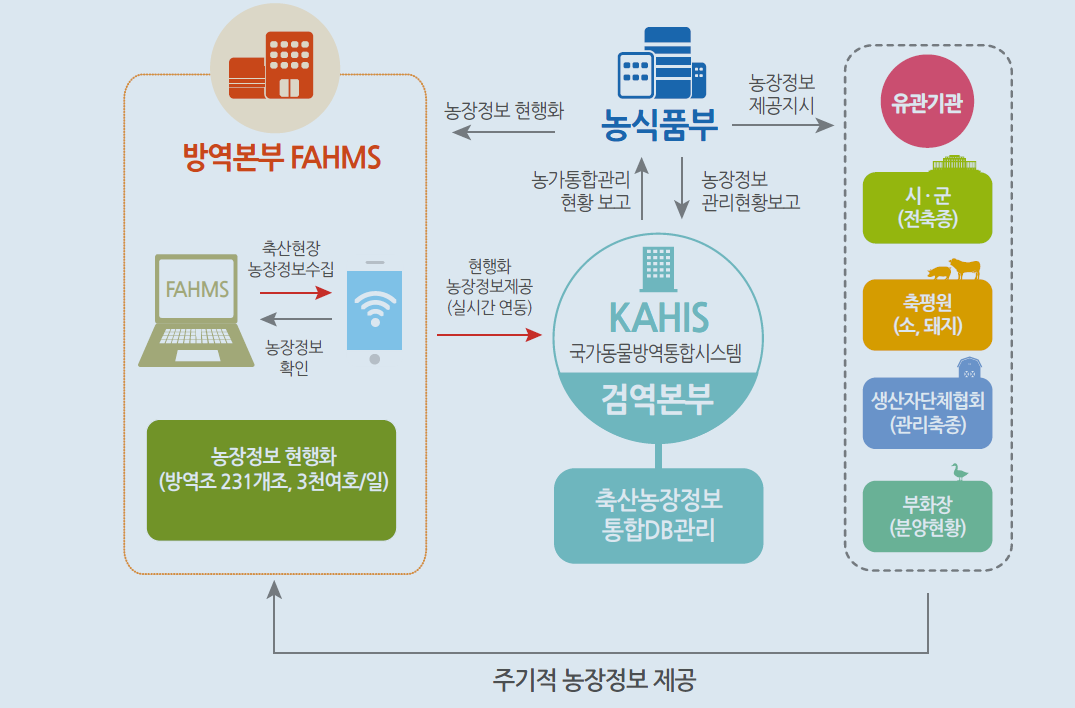 방역본부 FAHMS
FAHMS
축산현장
농장정보수집
농장정보
확인
농장정보 현행화
(방역조 231개조, 3천여호/일)
농장정보 현행화
농식품부
농장정보
제공지시
농가통합관리
현황 보고
농장정보
관리현황보고
현행화
농장정보제공
(실시간 연동)
KAHIS
국가동물방역통합시스템
검역본부
축산농장정보
통합DB관리
유관기관
시·군
(전축종)
축평원
(소, 돼지)
생산자단체협회
(관리축종)
부화장
(분양현황)
주기적 농장정보 제공